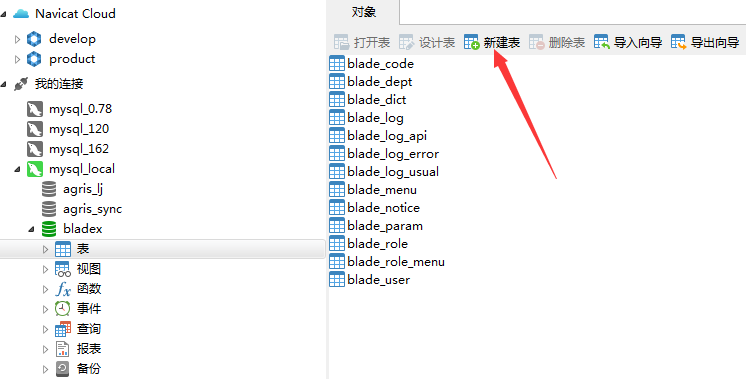 Navicat Cloud
develop
product
我的连接
mysql_0.78
mysql_120
mysql_162
mysql_local
agris_lj
agris_sync
bladex
表
视图
函数
事件
查询
报表
备份
对象
打开表 设计表 新建表 删除表 导入向导 导出向导
blade_code
blade_dept
blade_dict
blade_log
blade_log_api
blade_log_error
blade_log_usual
blade_menu
blade_notice
blade_param
blade_role
blade_role_menu
blade_user